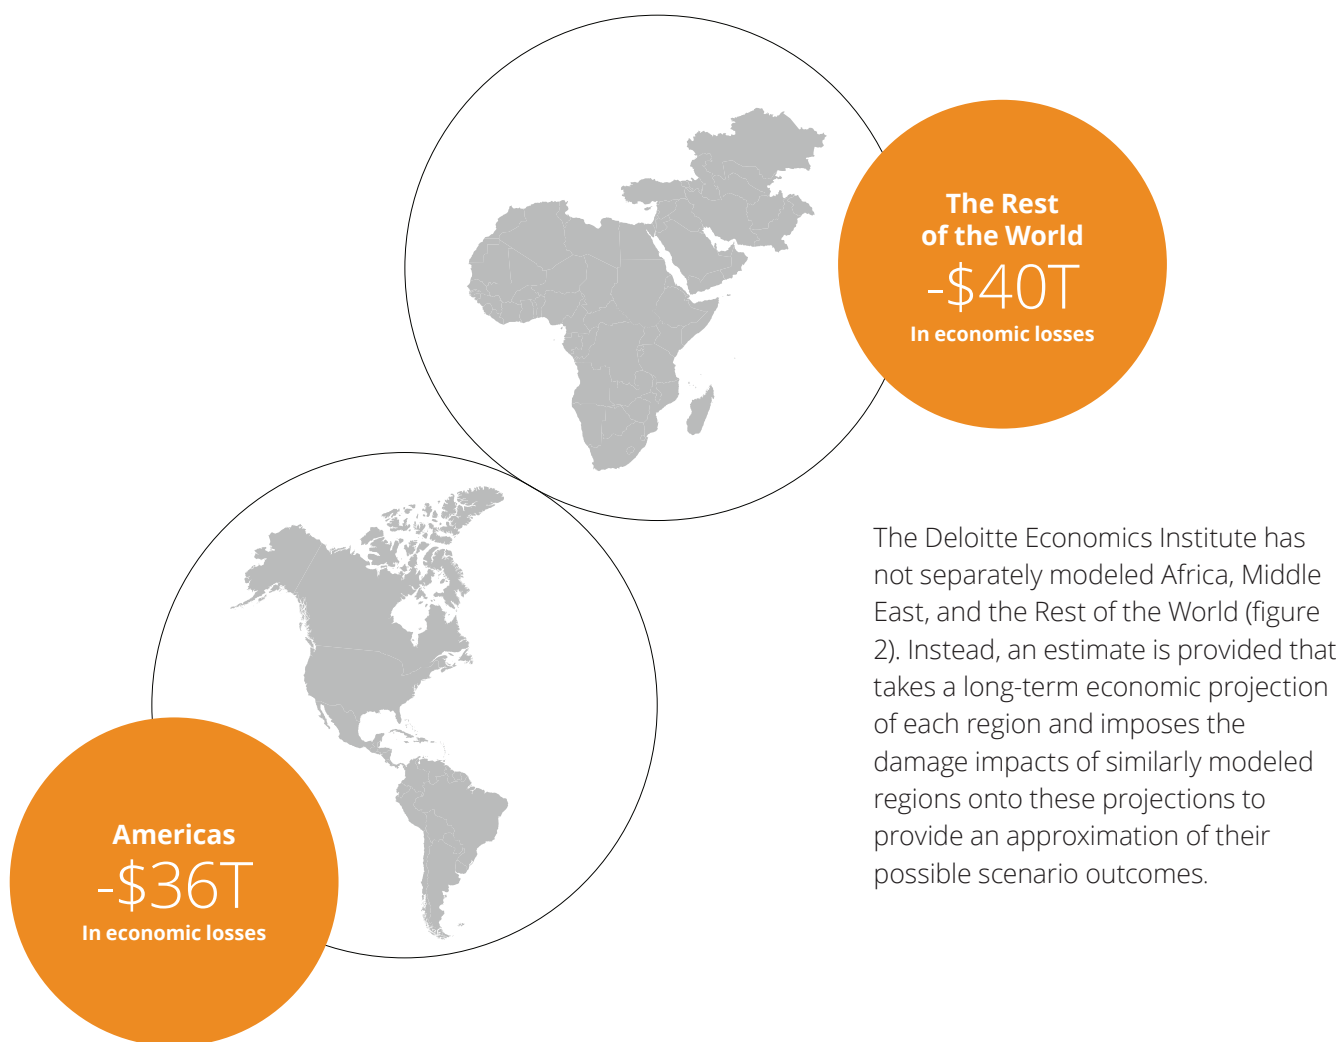 The Rest
of the World
-$40T
In economic losses
The Deloitte Economics Institute has
not separately modeled Africa, Middle
East, and the Rest of the World (figure
2). Instead, an estimate is provided that
takes a long-term economic projection
of each region and imposes the
damage impacts of similarly modeled
regions onto these projections to
provide an approximation of their
possible scenario outcomes.
Americas
-$36T
In economic losses